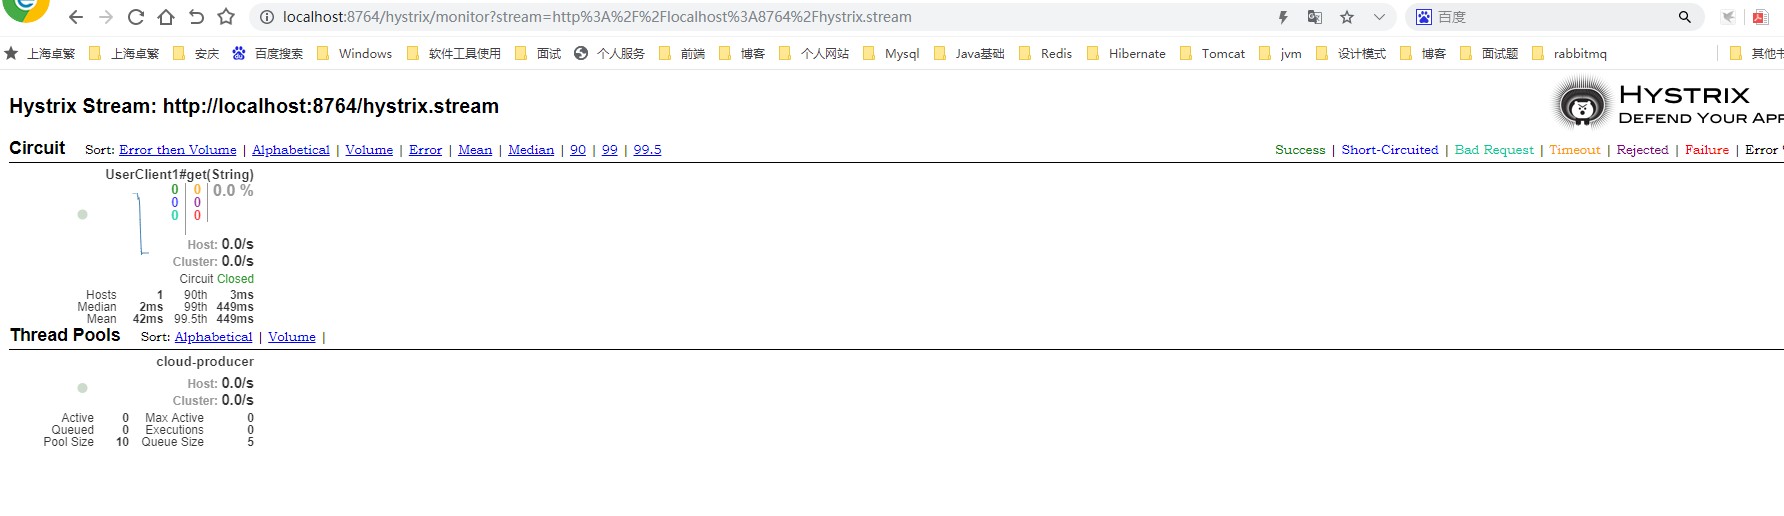 localhost:8764/hystrix/monitor?stream=http%3A%2F%2Flocalhost%3A8764%2Fhystrix.stream 百度
上海卓繁 上海卓繁 安庆 百度搜索 Windows 软件工具使用 面试 个人服务 前端 博客 个人网站 Mysql Java基础 Redis Hibernate Tomcat jvm 设计模式 博客 面试题 rabbitmq 其他书
Hystrix Stream: http://localhost:8764/hystrix.stream
HYSTRIX
DEFEND YOUR APP
Circuit Sort: Error then Volume | Alphabetical | Volume | Error | Mean | Median | 90 | 99 | 99.5
Success | Short-Circuited | Bad Request | Timeout | Rejected | Failure | Error %
UserClient1#get(String)
0 0 0.0 %
0 0
0 0
Host: 0.0/s
Cluster: 0.0/s
Circuit Closed
Hosts 1 90th 3ms
Median 2ms 99th 449ms
Mean 42ms 99.5th 449ms
Thread Pools Sort: Alphabetical | Volume |
cloud-producer
Host: 0.0/s
Cluster: 0.0/s
Active 0 Max Active 0
Queued 0 Executions 0
Pool Size 10 Queue Size 5